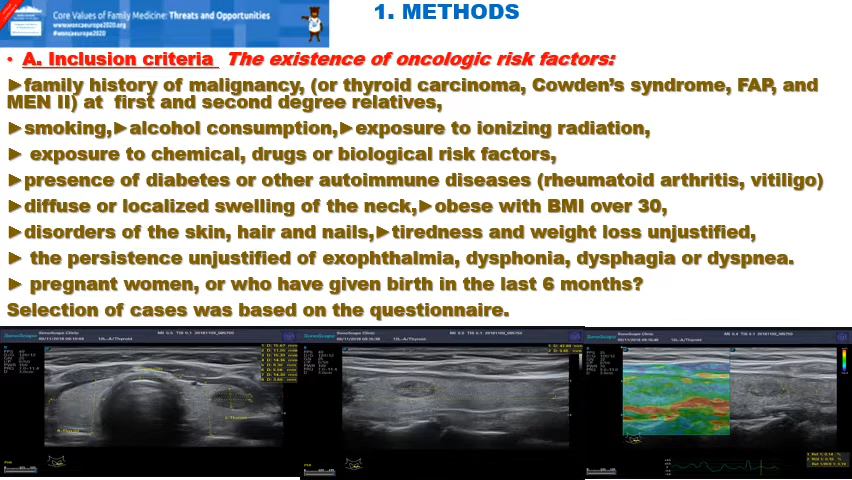 Core Values of Family Medicine: Threats and Opportunities
www.woncaeurope2020.org
#woncaeurope2020
1. METHODS
• A. Inclusion criteria The existence of oncologic risk factors:
►family history of malignancy, (or thyroid carcinoma, Cowden's syndrome, FAP, and
MEN II) at first and second degree relatives,
►smoking,►alcohol consumption,►exposure to ionizing radiation,
► exposure to chemical, drugs or biological risk factors,
►presence of diabetes or other autoimmune diseases (rheumatoid arthritis, vitiligo)
►diffuse or localized swelling of the neck,►obese with BMI over 30,
►disorders of the skin, hair and nails,►tiredness and weight loss unjustified,
► the persistence unjustified of exophthalmia, dysphonia, dysphagia or dyspnea.
► pregnant women, or who have given birth in the last 6 months?
Selection of cases was based on the questionnaire.
12L-A/Thyroid
12L-A/Thyroid
12L-A/Thyroid